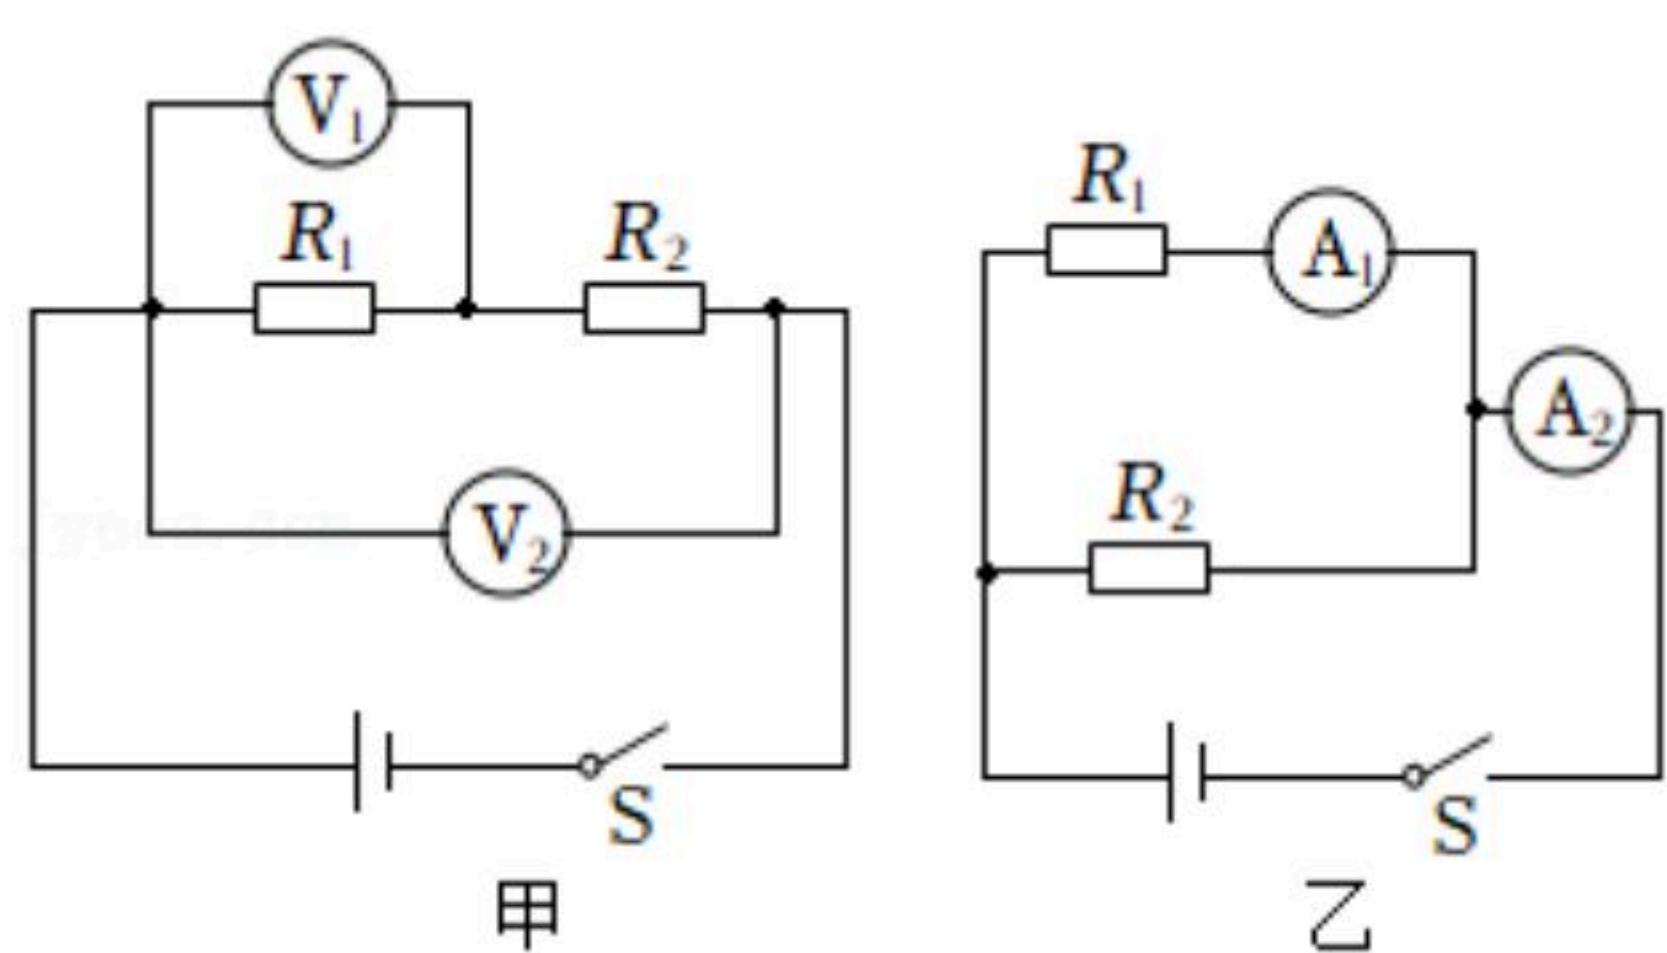 V₁
R₁ R₂
V₂
S
甲
R₁
A₁
A₂
R₂
S
乙